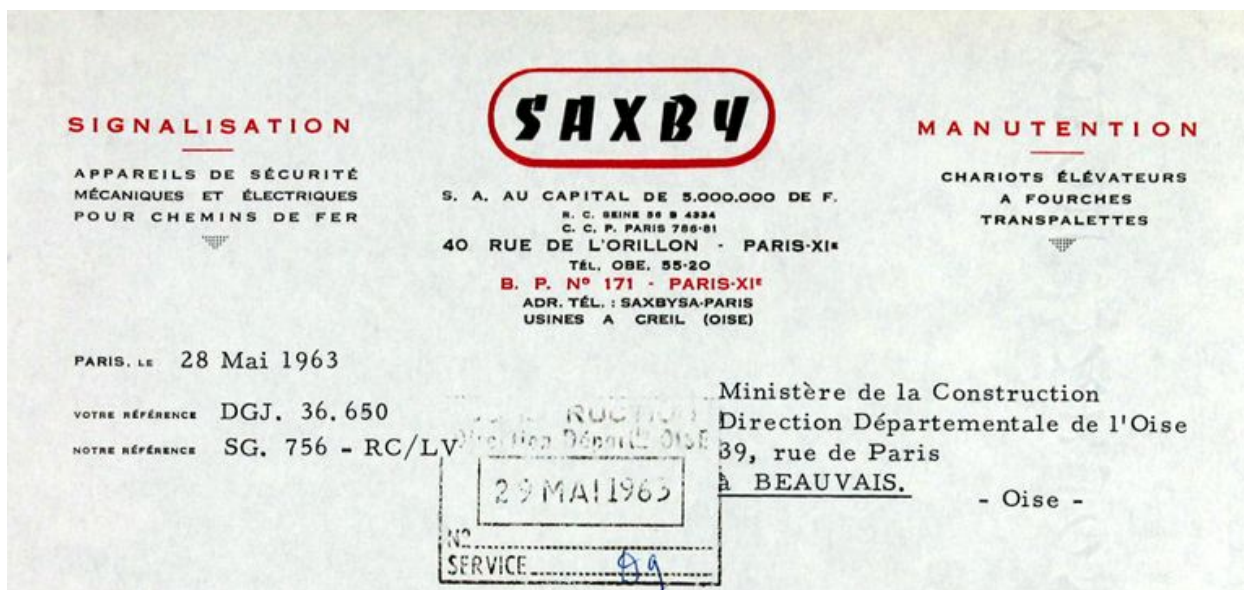 SAXBY
SIGNALISATION
APPAREILS DE SÉCURITÉ
MÉCANIQUES ET ÉLECTRIQUES
POUR CHEMINS DE FER
S. A. AU CAPITAL DE 5.000.000 DE F.
R. C. SEINE 56 B 4334
C. C. P. PARIS 786-81
40 RUE DE L'ORILLON - PARIS-XIE
TÉL. OBE. 55-20
B. P. Nº 171 - PARIS-XIE
ADR. TÉL. : SAXBYSA-PARIS
USINES A CREIL (OISE)
MANUTENTION
CHARIOTS ÉLÉVATEURS
A FOURCHES
TRANSPALETTES
PARIS, LE 28 Mai 1963
VOTRE RÉFÉRENCE DGJ. 36.650
NOTRE RÉFÉRENCE SG. 756 - RC/LV
Ministère de la Construction
Direction Départementale de l'Oise
39, rue de Paris
à BEAUVAIS.
- Oise -
Direction Départ. OISE
29 MAI 1963
Nº
SERVICE